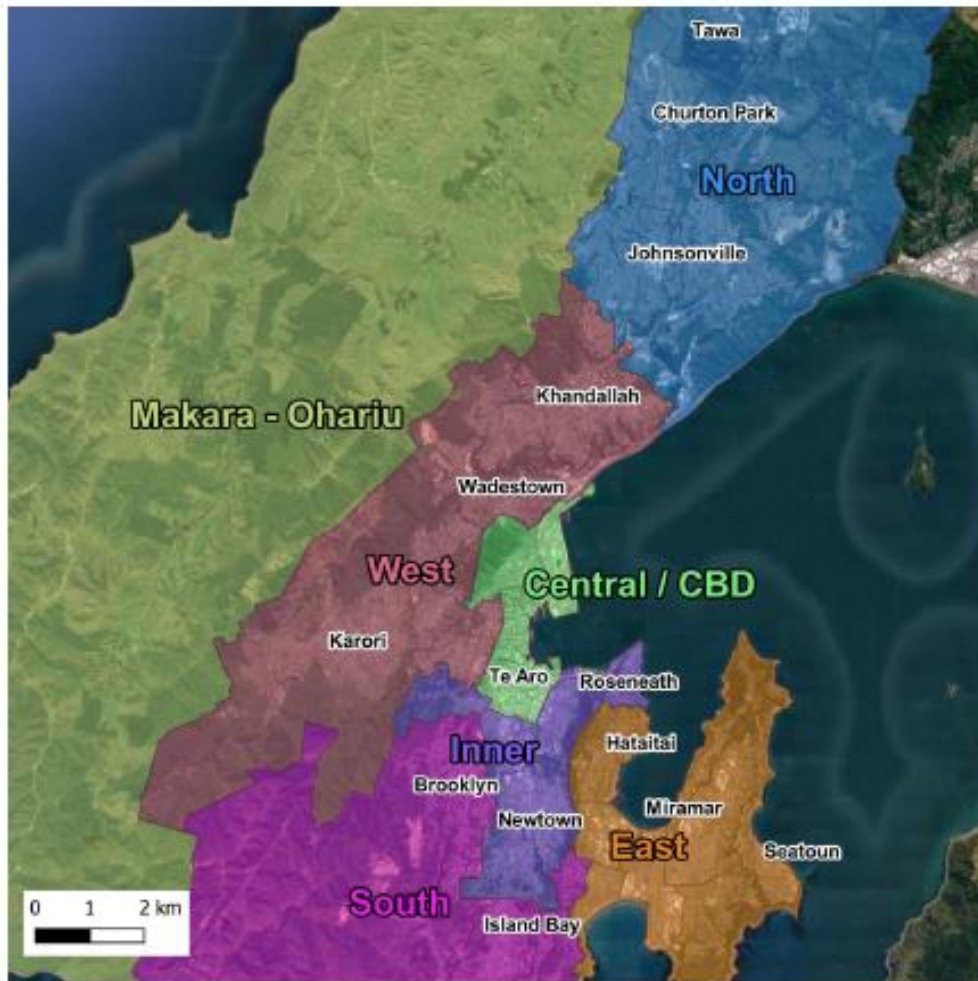 Tawa
Churton Park
North
Johnsonville
Khandallah
Makara - Ohariu
Wadestown
West
Central / CBD
Karori
Te Aro
Roseneath
Inner
Hataitai
Brooklyn
Miramar
Newtown
East
Seatoun
South
Island Bay
0 1 2 km